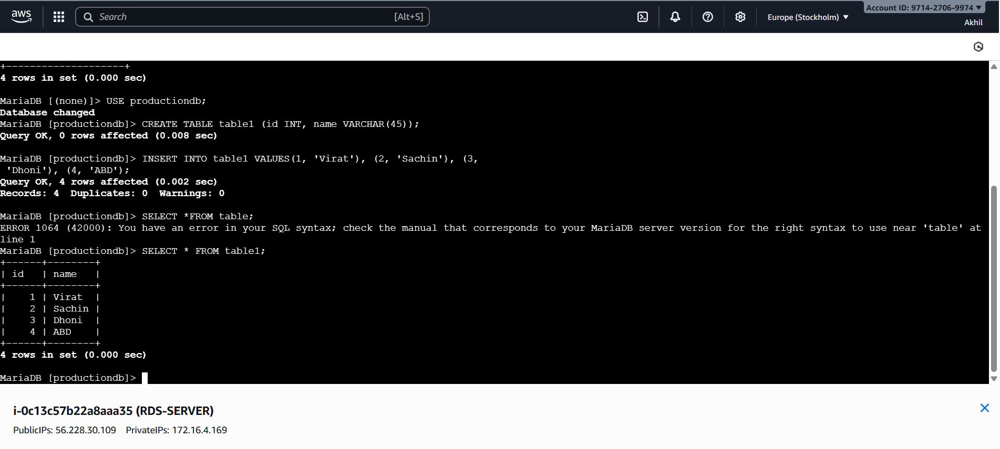 aws
Search [Alt+S]
Europe (Stockholm) ▼
Account ID: 9714-2706-9974 ▼
Akhil
+--------------------+
4 rows in set (0.000 sec)
MariaDB [(none)]> USE productiondb;
Database changed
MariaDB [productiondb]> CREATE TABLE table1 (id INT, name VARCHAR(45));
Query OK, 0 rows affected (0.008 sec)
MariaDB [productiondb]> INSERT INTO table1 VALUES(1, 'Virat'), (2, 'Sachin'), (3,
 'Dhoni'), (4, 'ABD');
Query OK, 4 rows affected (0.002 sec)
Records: 4  Duplicates: 0  Warnings: 0
MariaDB [productiondb]> SELECT *FROM table;
ERROR 1064 (42000): You have an error in your SQL syntax; check the manual that corresponds to your MariaDB server version for the right syntax to use near 'table' at
line 1
MariaDB [productiondb]> SELECT * FROM table1;
+------+--------+
| id   | name   |
+------+--------+
|    1 | Virat  |
|    2 | Sachin |
|    3 | Dhoni  |
|    4 | ABD    |
+------+--------+
4 rows in set (0.000 sec)
MariaDB [productiondb]>
i-0c13c57b22a8aaa35 (RDS-SERVER)
PublicIPs: 56.228.30.109 PrivateIPs: 172.16.4.169